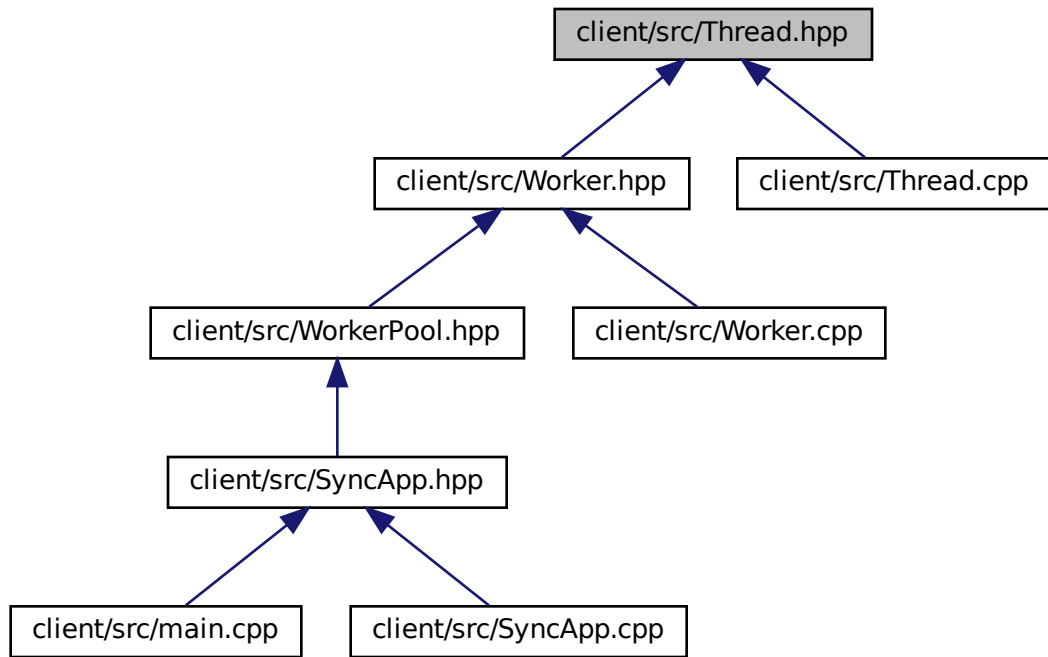 client/src/Thread.hpp
client/src/Worker.hpp
client/src/Thread.cpp
client/src/WorkerPool.hpp
client/src/Worker.cpp
client/src/SyncApp.hpp
client/src/main.cpp
client/src/SyncApp.cpp